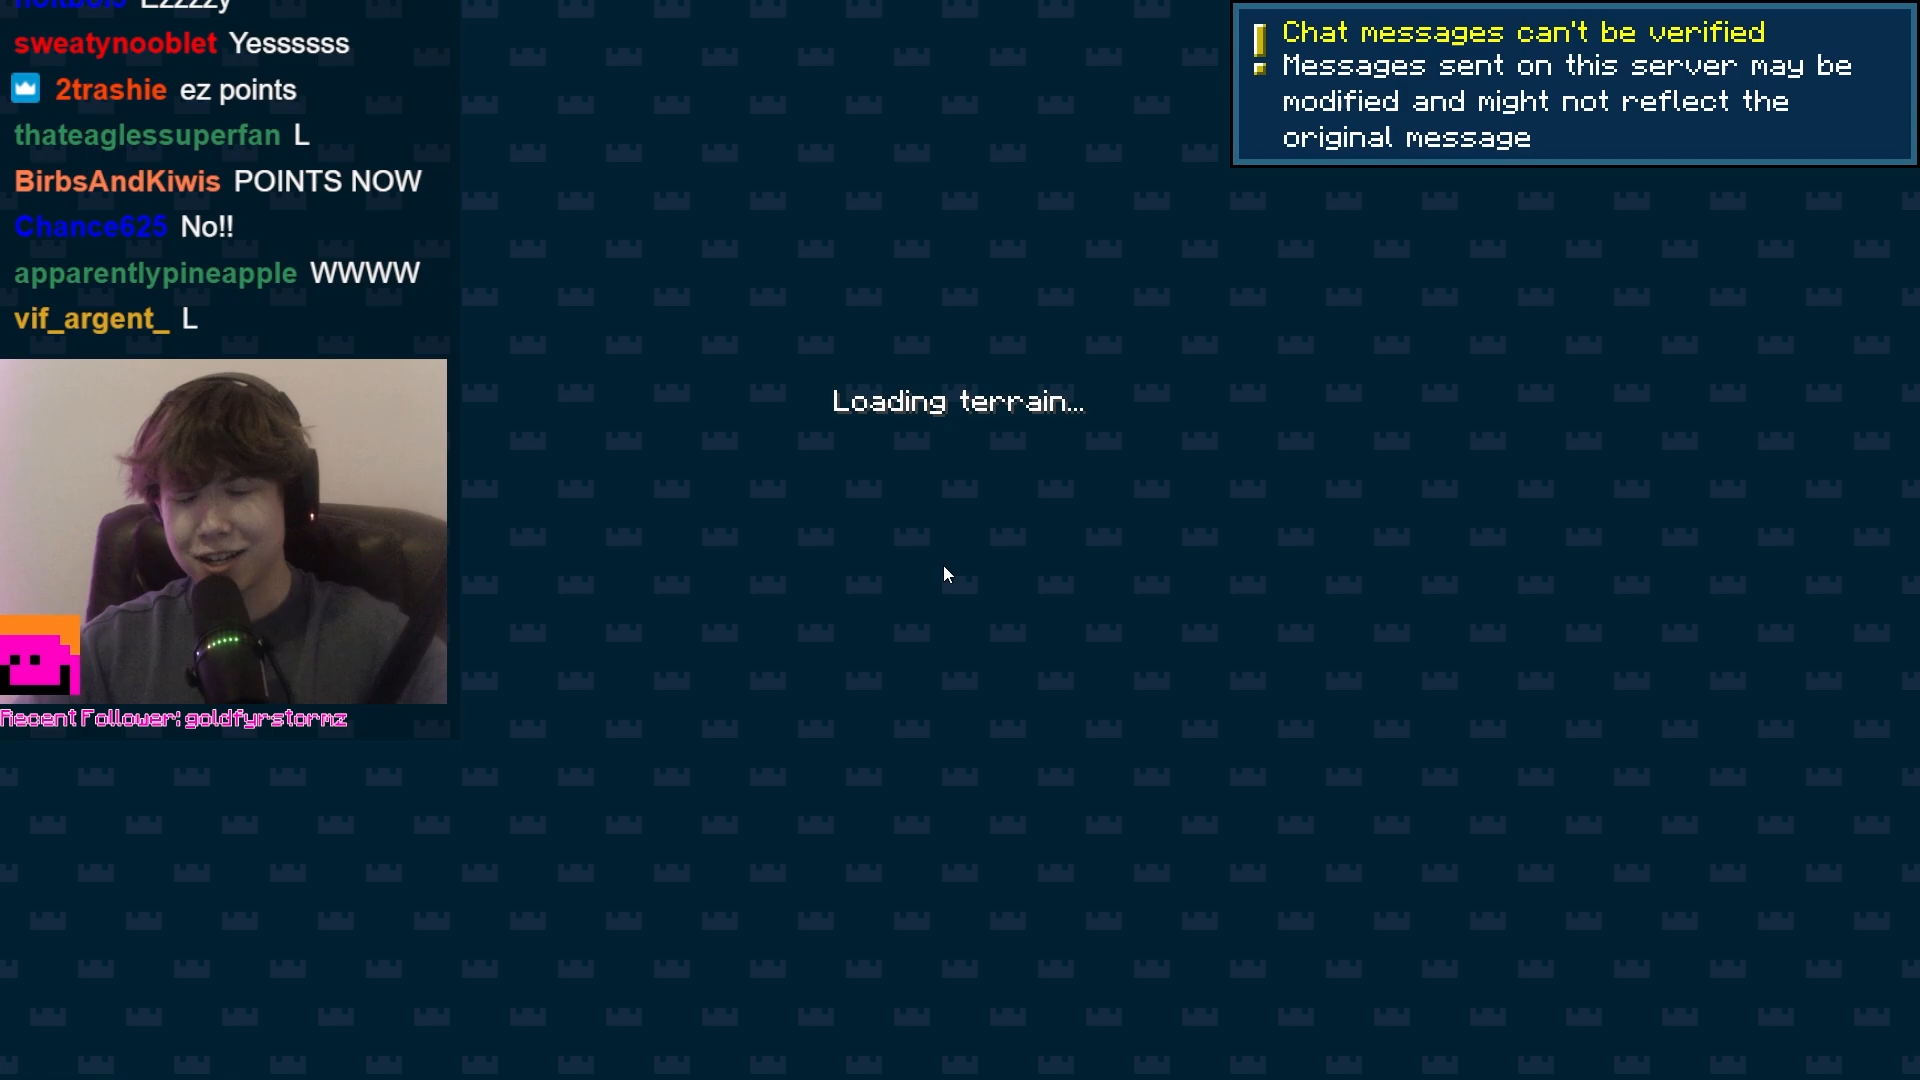 Ezzzzy
sweatynooblet Yessssss
2trashie ez points
thateaglessuperfan L
BirbsAndKiwis POINTS NOW
Chance625 No!!
apparentlypineapple WWWW
vif_argent_ L
Recent Follower: goldfyrstormz
Loading terrain...
Chat messages can't be verified
Messages sent on this server may be
modified and might not reflect the
original message